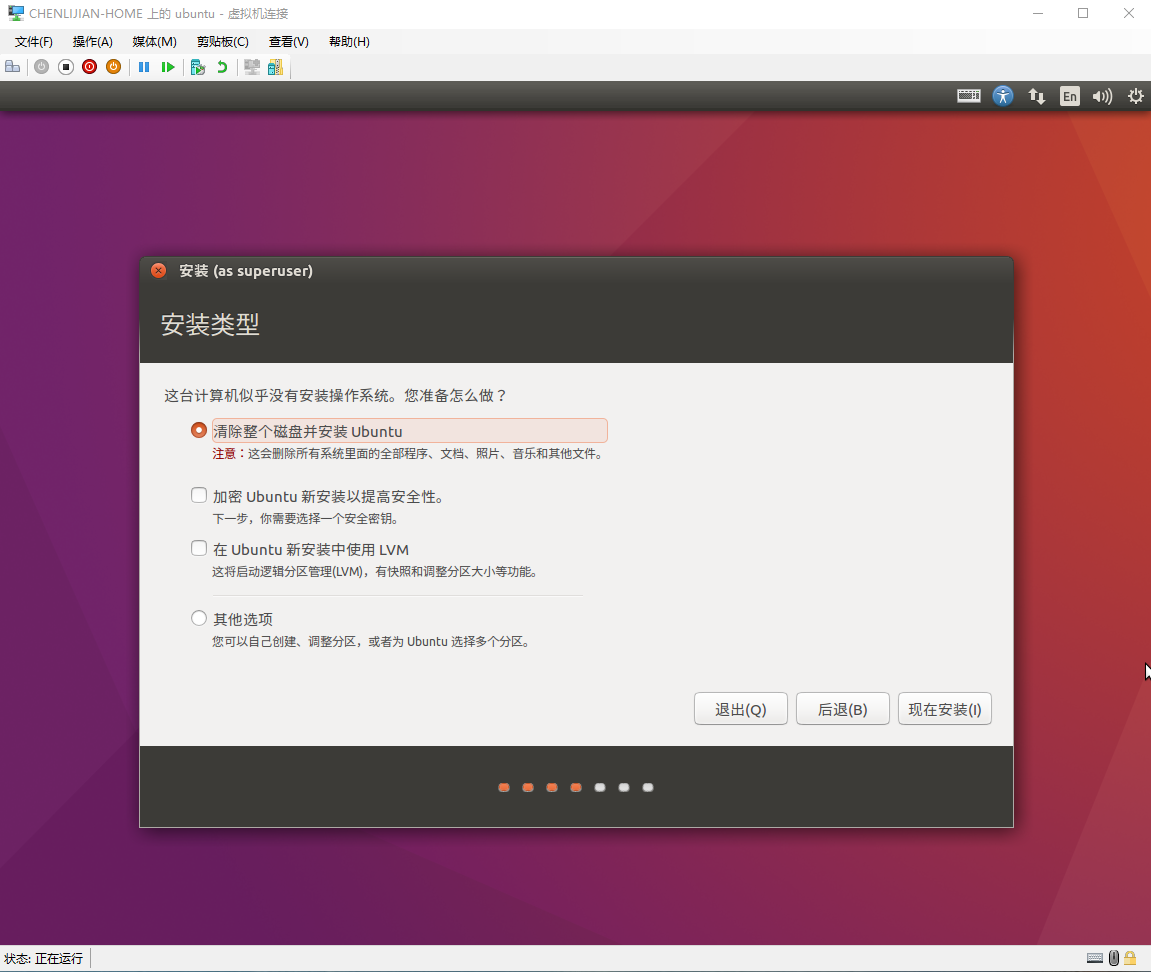 CHENLIJIAN-HOME 上的 ubuntu - 虚拟机连接
文件(F) 操作(A) 媒体(M) 剪贴板(C) 查看(V) 帮助(H)
En
安装 (as superuser)
安装类型
这台计算机似乎没有安装操作系统。您准备怎么做？
清除整个磁盘并安装 Ubuntu
注意：这会删除所有系统里面的全部程序、文档、照片、音乐和其他文件。
加密 Ubuntu 新安装以提高安全性。
下一步，你需要选择一个安全密钥。
在 Ubuntu 新安装中使用 LVM
这将启动逻辑分区管理(LVM)，有快照和调整分区大小等功能。
其他选项
您可以自己创建、调整分区，或者为 Ubuntu 选择多个分区。
退出(Q) 后退(B) 现在安装(I)
状态: 正在运行